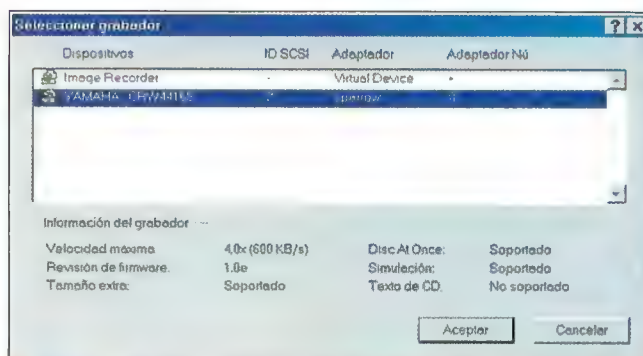 Seleccionar grabador
Dispositivos ID SCSI Adaptador Adaptador Nú
Image Recorder - Virtual Device •
YAMAHA CRW4416S
Información del grabador
Velocidad máxima 4,0x (600 KB/s) Disc At Once: Soportado
Revisión de firmware. 1.0e Simulación: Soportado
Tamaño extra: Soportado Texto de CD. No soportado
Aceptar Cancelar